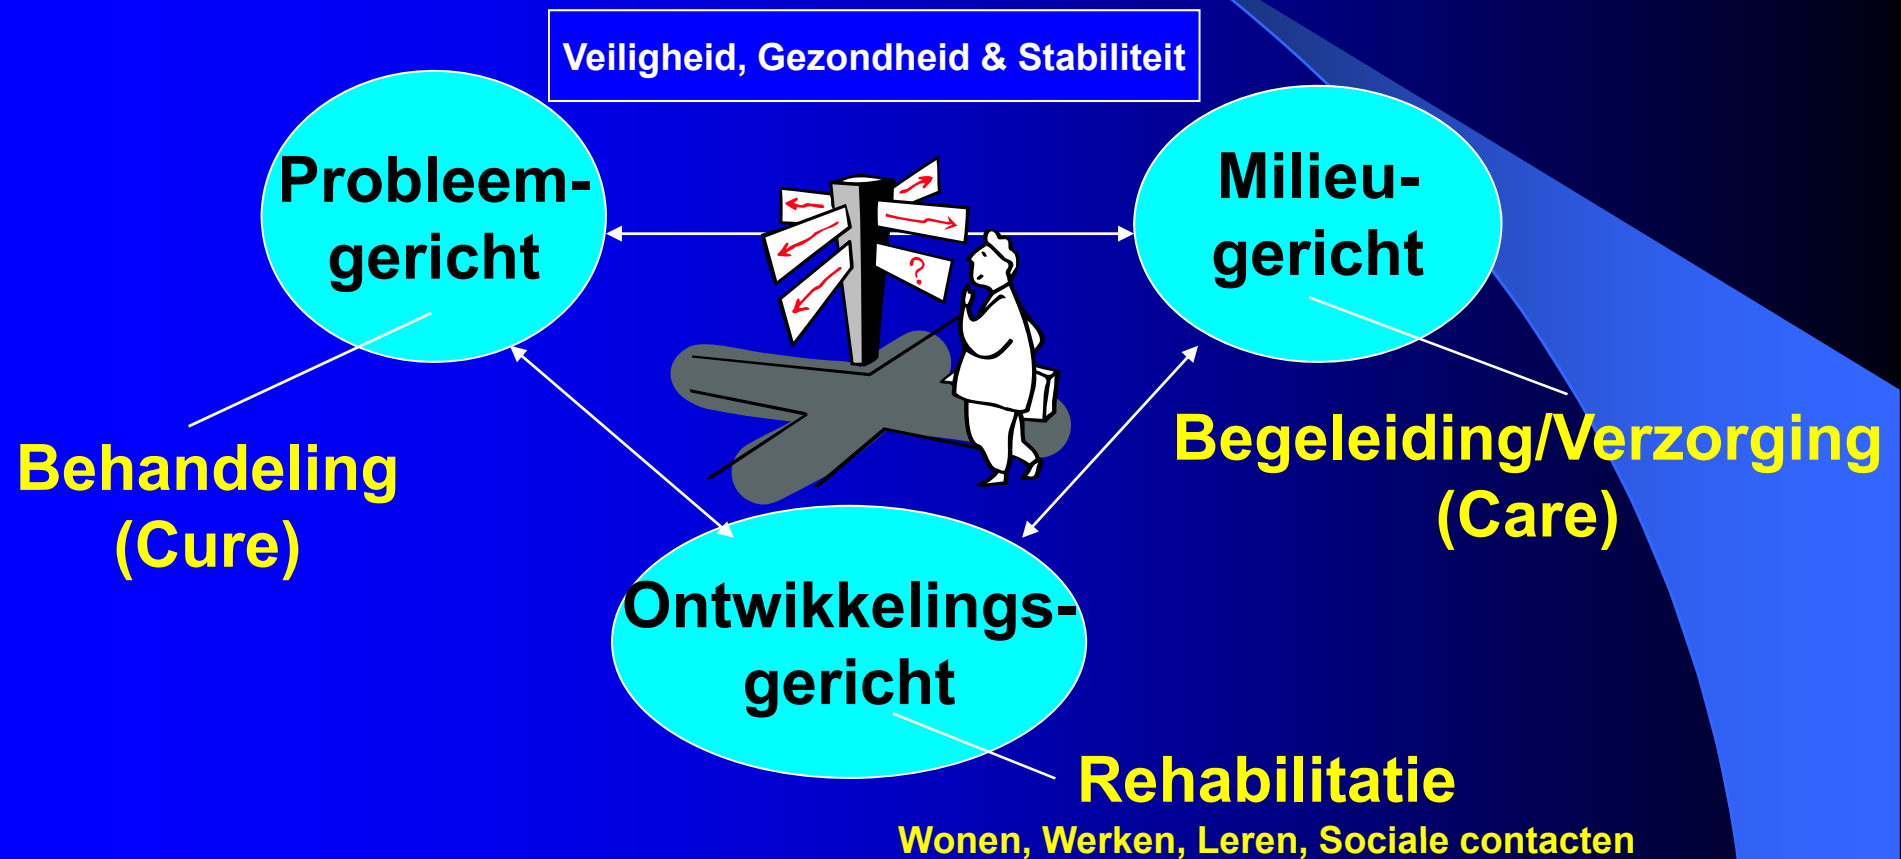 Veiligheid, Gezondheid & Stabiliteit
Probleem-
gericht
Milieu-
gericht
?
Behandeling
(Cure)
Begeleiding/Verzorging
(Care)
Ontwikkelings-
gericht
Rehabilitatie
Wonen, Werken, Leren, Sociale contacten